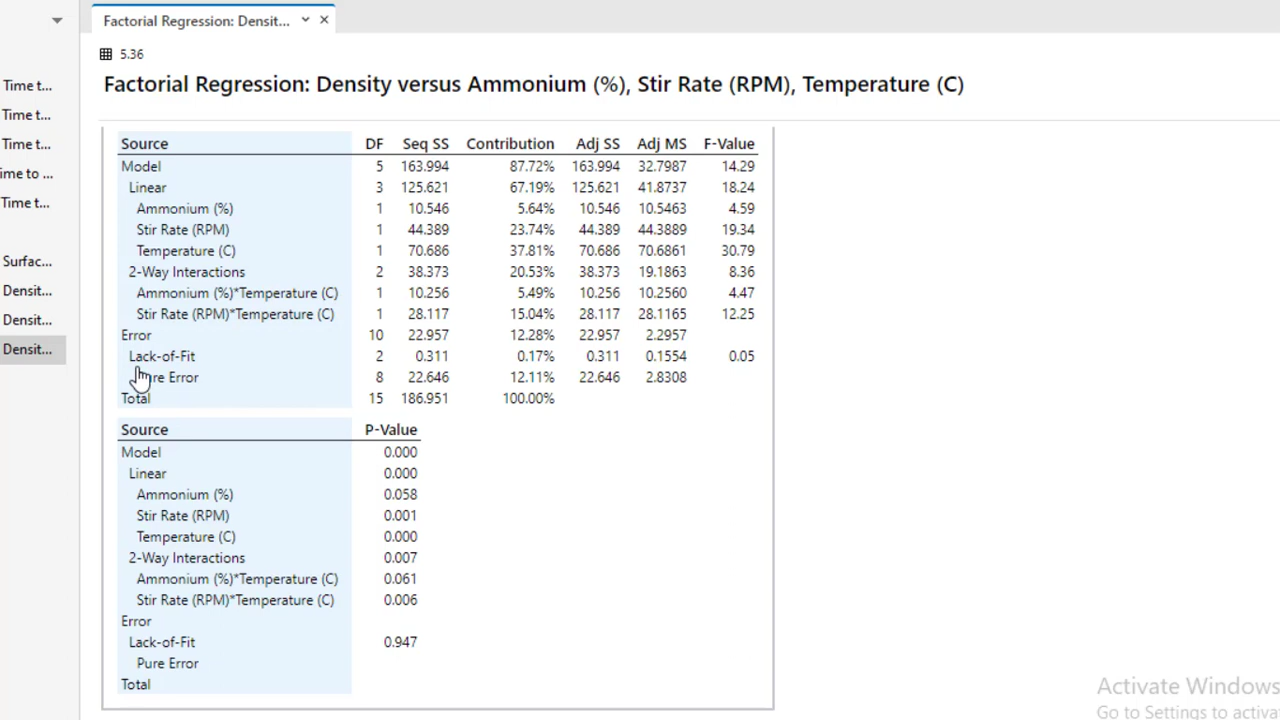 Factorial Regression: Densit...
5.36
Factorial Regression: Density versus Ammonium (%), Stir Rate (RPM), Temperature (C)
Time t...
Time t...
Time t...
ime to ...
Time t...
Surfac...
Densit...
Densit...
Densit...
Source DF Seq SS Contribution Adj SS Adj MS F-Value
Model 5 163.994 87.72% 163.994 32.7987 14.29
Linear 3 125.621 67.19% 125.621 41.8737 18.24
Ammonium (%) 1 10.546 5.64% 10.546 10.5463 4.59
Stir Rate (RPM) 1 44.389 23.74% 44.389 44.3889 19.34
Temperature (C) 1 70.686 37.81% 70.686 70.6861 30.79
2-Way Interactions 2 38.373 20.53% 38.373 19.1863 8.36
Ammonium (%)*Temperature (C) 1 10.256 5.49% 10.256 10.2560 4.47
Stir Rate (RPM)*Temperature (C) 1 28.117 15.04% 28.117 28.1165 12.25
Error 10 22.957 12.28% 22.957 2.2957
Lack-of-Fit 2 0.311 0.17% 0.311 0.1554 0.05
re Error 8 22.646 12.11% 22.646 2.8308
Total 15 186.951 100.00%
Source P-Value
Model 0.000
Linear 0.000
Ammonium (%) 0.058
Stir Rate (RPM) 0.001
Temperature (C) 0.000
2-Way Interactions 0.007
Ammonium (%)*Temperature (C) 0.061
Stir Rate (RPM)*Temperature (C) 0.006
Error
Lack-of-Fit 0.947
Pure Error
Total
Activate Windows
Go to Settings to activa